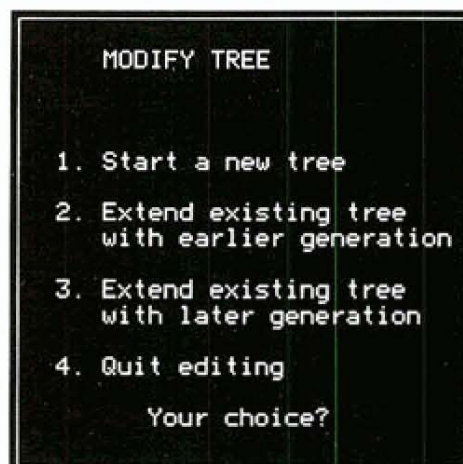 MODIFY TREE
1. Start a new tree
2. Extend existing tree
with earlier generation
3. Extend existing tree
with later generation
4. Quit editing
Your choice?